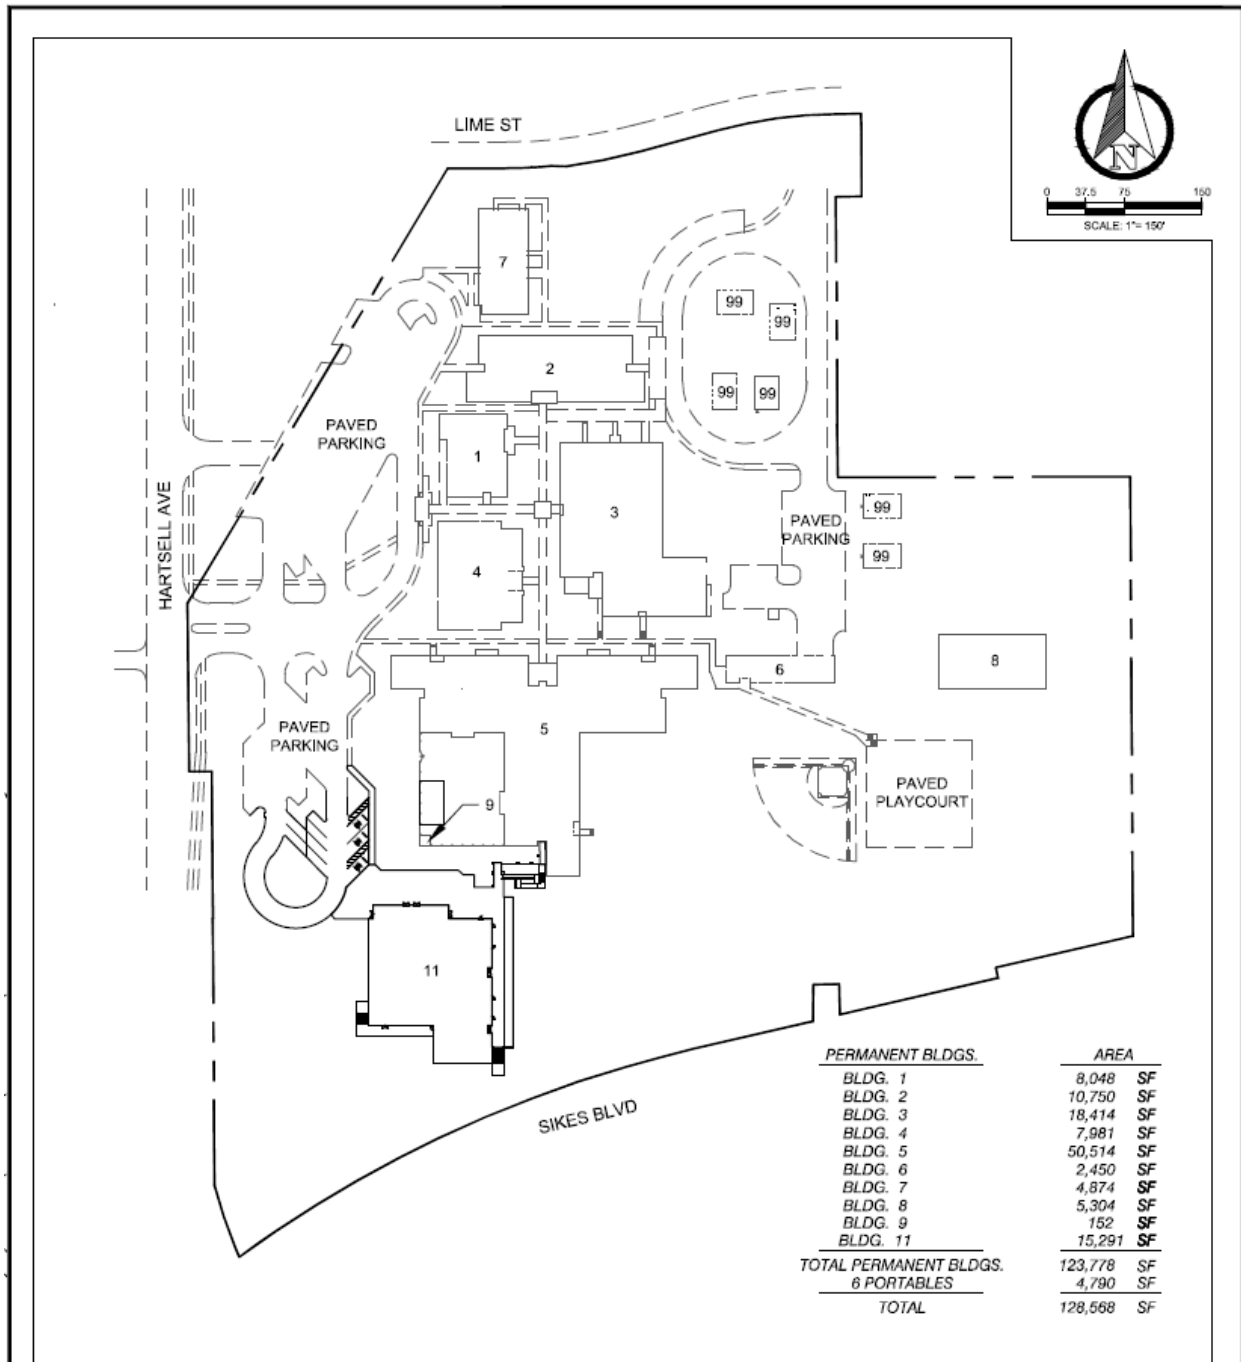 LIME ST
N
0 37.5 75 150
SCALE: 1"= 150'
7
99
99
2
99
99
PAVED
PARKING
1
HARTSELL AVE
3
99
PAVED
PARKING
99
4
6
8
5
PAVED
PARKING
PAVED
PLAYCOURT
9
11
SIKES BLVD
PERMANENT BLDGS. AREA
BLDG. 1 8,048 SF
BLDG. 2 10,750 SF
BLDG. 3 18,414 SF
BLDG. 4 7,981 SF
BLDG. 5 50,514 SF
BLDG. 6 2,450 SF
BLDG. 7 4,874 SF
BLDG. 8 5,304 SF
BLDG. 9 152 SF
BLDG. 11 15,291 SF
TOTAL PERMANENT BLDGS. 123,778 SF
6 PORTABLES 4,790 SF
TOTAL 128,568 SF